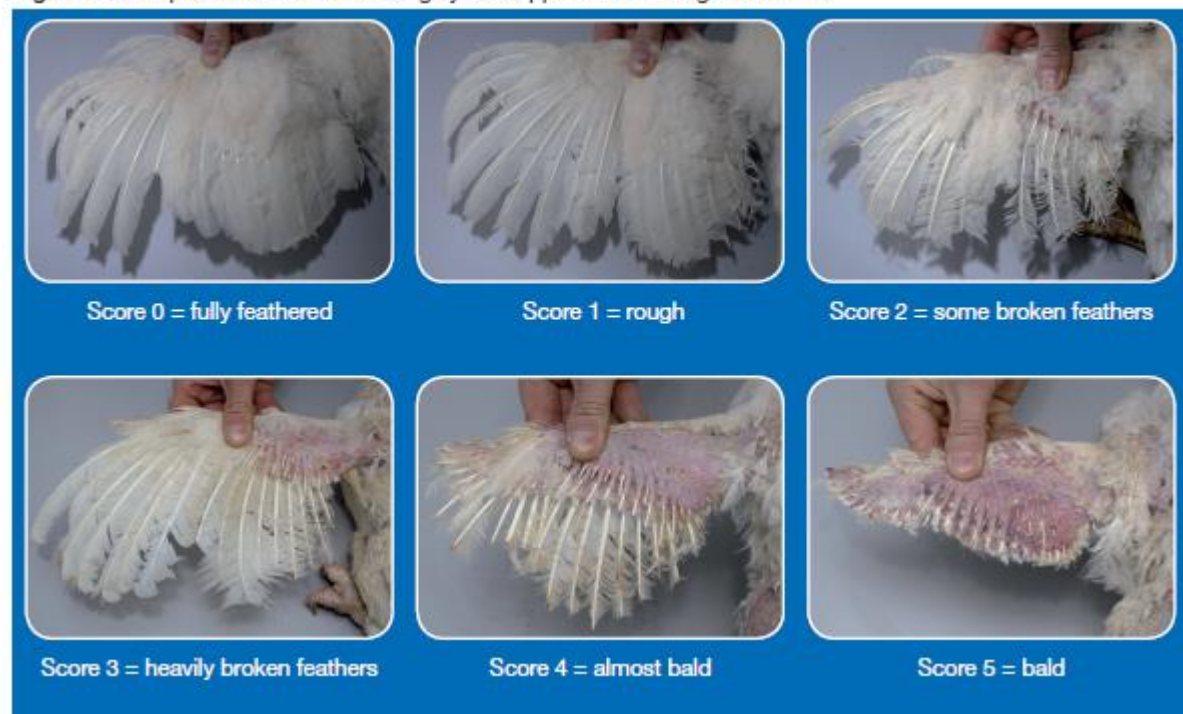 Score 0 = fully feathered
Score 1 = rough
Score 2 = some broken feathers
Score 3 = heavily broken feathers
Score 4 = almost bald
Score 5 = bald